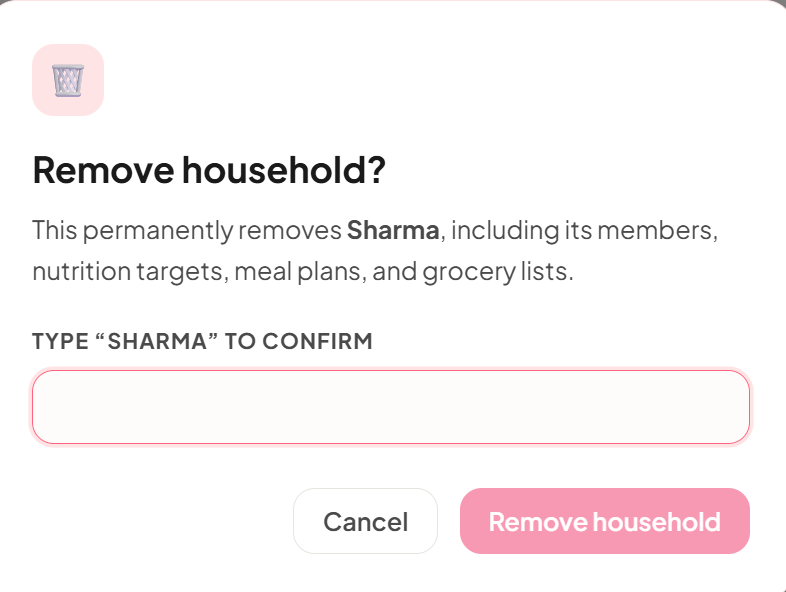 Remove household?
This permanently removes Sharma, including its members,
nutrition targets, meal plans, and grocery lists.
TYPE “SHARMA” TO CONFIRM
Cancel
Remove household